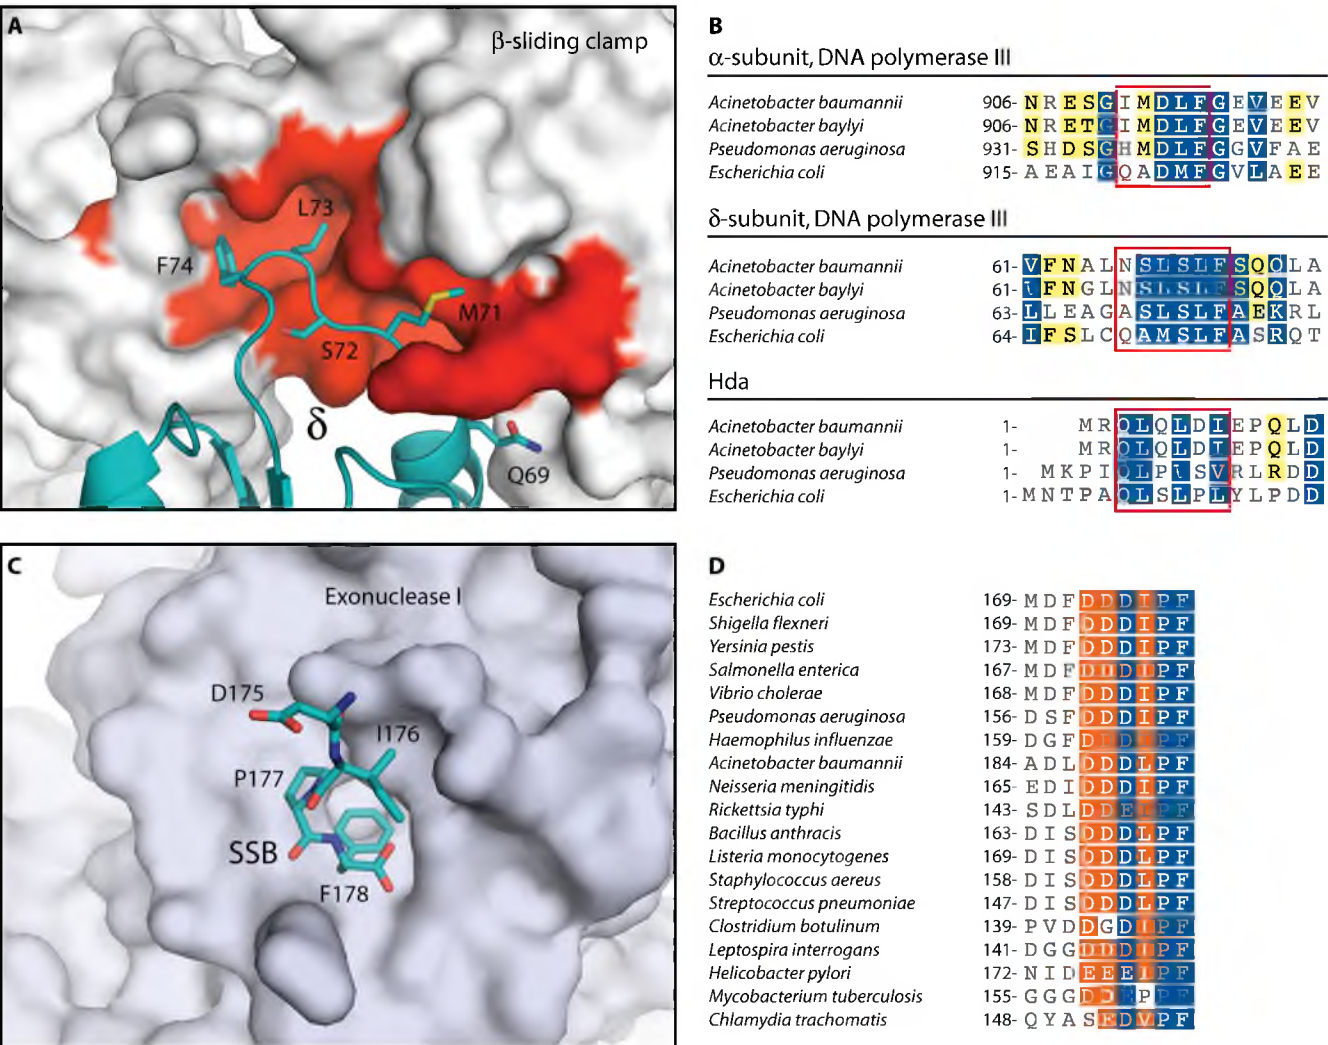 A
β-sliding clamp
L73
F74
M71
S72
δ
Q69
B
α-subunit, DNA polymerase III
Acinetobacter baumannii 906- N R E S G I M D L F G E V E E V
Acinetobacter baylyi 906- N R E T G I M D L F G E V E E V
Pseudomonas aeruginosa 931- S H D S G H M D L F G G V F A E
Escherichia coli 915- A E A I G Q A D M F G V L A E E
δ-subunit, DNA polymerase III
Acinetobacter baumannii 61- V F N A L N S L S L F S Q Q L A
Acinetobacter baylyi 61- F N G L N S L S L F S Q Q L A
Pseudomonas aeruginosa 63- L L E A G A S L S L F A E K R L
Escherichia coli 64- I F S L C Q A M S L F A S R Q T
Hda
Acinetobacter baumannii 1- M R Q L Q L D I E P Q L D
Acinetobacter baylyi 1- M R Q L Q L D I E P Q L D
Pseudomonas aeruginosa 1- M K P I Q L P S V R L R D D
Escherichia coli 1- M N T P A Q L S L P L Y L P D D
C
Exonuclease I
D175
I176
P177
SSB
F178
D
Escherichia coli 169- M D F D D D I P F
Shigella flexneri 169- M D F D D D I P F
Yersinia pestis 173- M D F D D D I P F
Salmonella enterica 167- M D F D D D I P F
Vibrio cholerae 168- M D F D D D I P F
Pseudomonas aeruginosa 156- D S F D D D I P F
Haemophilus influenzae 159- D G F D D D I P F
Acinetobacter baumannii 184- A D L D D D L P F
Neisseria meningitidis 165- E D I D D D I P F
Rickettsia typhi 143- S D L D D E I P F
Bacillus anthracis 163- D I S D D D L P F
Listeria monocytogenes 169- D I S D D D L P F
Staphylococcus aereus 158- D I S D D D L P F
Streptococcus pneumoniae 147- D I S D D D L P F
Clostridium botulinum 139- P V D D G D I P F
Leptospira interrogans 141- D G G D D D I P F
Helicobacter pylori 172- N I D E E E I P F
Mycobacterium tuberculosis 155- G G G D D E P P F
Chlamydia trachomatis 148- Q Y A S E D V P F